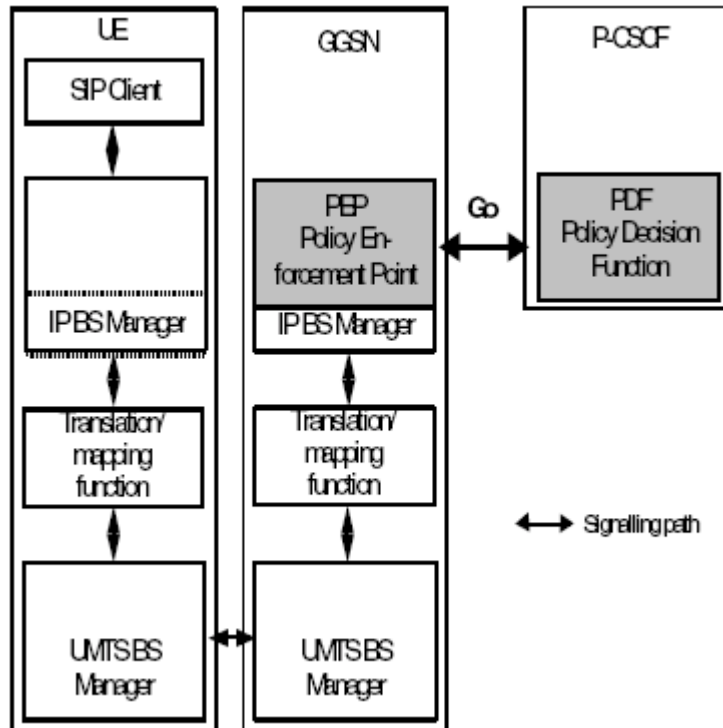 UE
SIP Client
IP BS Manager
Translation/
mapping
function
UMTS BS
Manager
GGSN
PEP
Policy En-
forcement Point
IP BS Manager
Translation/
mapping
function
UMTS BS
Manager
Go
P-CSCF
PDF
Policy Decision
Function
Signalling path